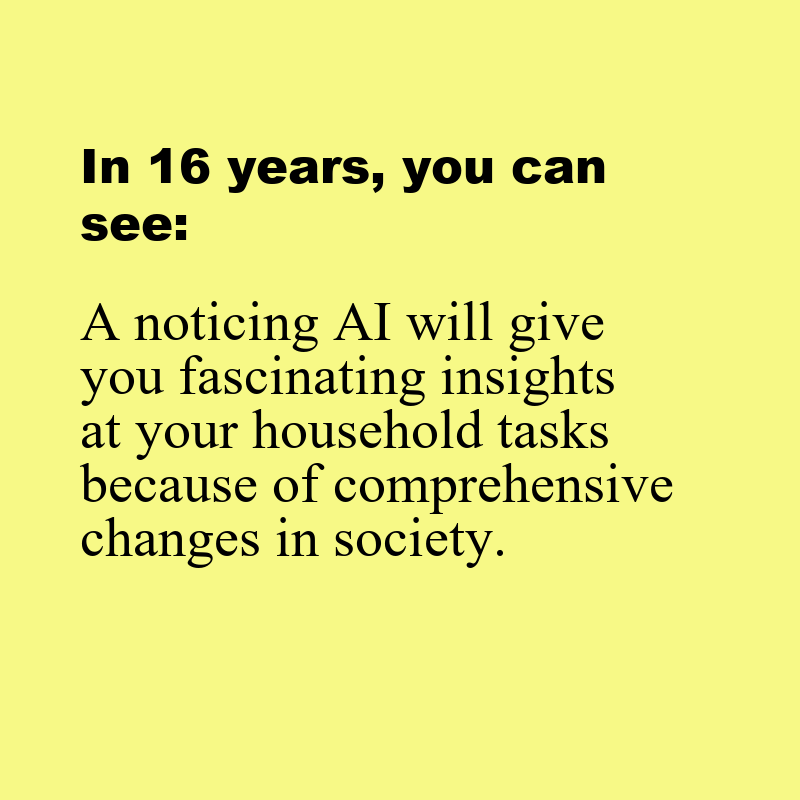 In 16 years, you can
see:
A noticing AI will give
you fascinating insights
at your household tasks
because of comprehensive
changes in society.